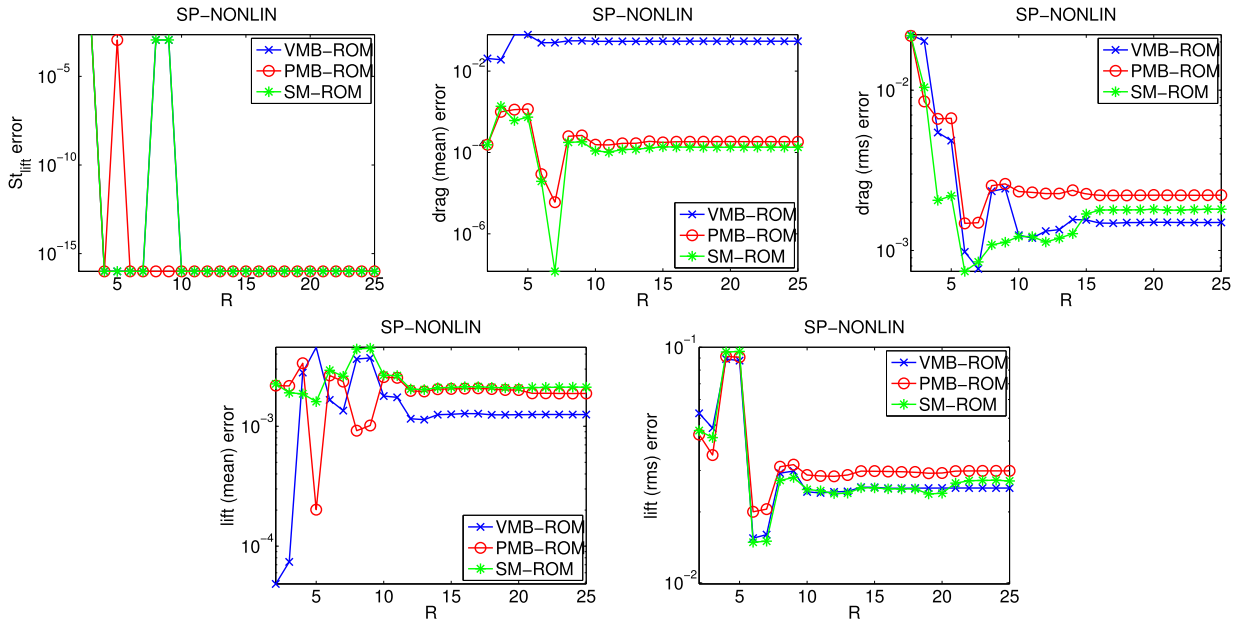 SP−NONLIN
St_lift error
10^−5
10^−10
10^−15
5 10 15 20 25
R
VMB−ROM
PMB−ROM
SM−ROM
SP−NONLIN
drag (mean) error
10^−2
10^−4
10^−6
5 10 15 20 25
R
VMB−ROM
PMB−ROM
SM−ROM
SP−NONLIN
drag (rms) error
10^−2
10^−3
5 10 15 20 25
R
VMB−ROM
PMB−ROM
SM−ROM
SP−NONLIN
lift (mean) error
10^−3
10^−4
5 10 15 20 25
R
VMB−ROM
PMB−ROM
SM−ROM
SP−NONLIN
lift (rms) error
10^−1
10^−2
5 10 15 20 25
R
VMB−ROM
PMB−ROM
SM−ROM